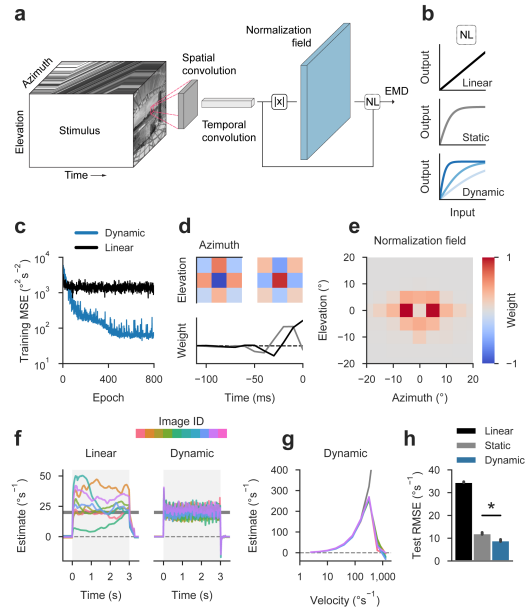 a
Azimuth
Elevation
Stimulus
Time
Spatial
convolution
Temporal
convolution
Normalization
field
|x|
NL
EMD
b
NL
Output
Linear
Output
Static
Output
Dynamic
Input
c
Dynamic
Linear
Training MSE (°² s⁻²)
10⁴
10³
10²
10¹
0
400
800
Epoch
d
Azimuth
Elevation
Weight
−100
−50
0
Time (ms)
e
Normalization field
Elevation (°)
20
10
0
−10
−20
−20
−10
0
10
20
Azimuth (°)
1
−1
Weight
f
Image ID
Linear
Dynamic
Estimate (°s⁻¹)
50
25
0
0
1
2
3
Time (s)
0
1
2
3
Time (s)
g
Dynamic
Estimate (°s⁻¹)
400
300
200
100
0
1
10
100
1,000
Velocity (°s⁻¹)
h
Linear
Static
Dynamic
Test RMSE (°s⁻¹)
40
30
20
10
0
*